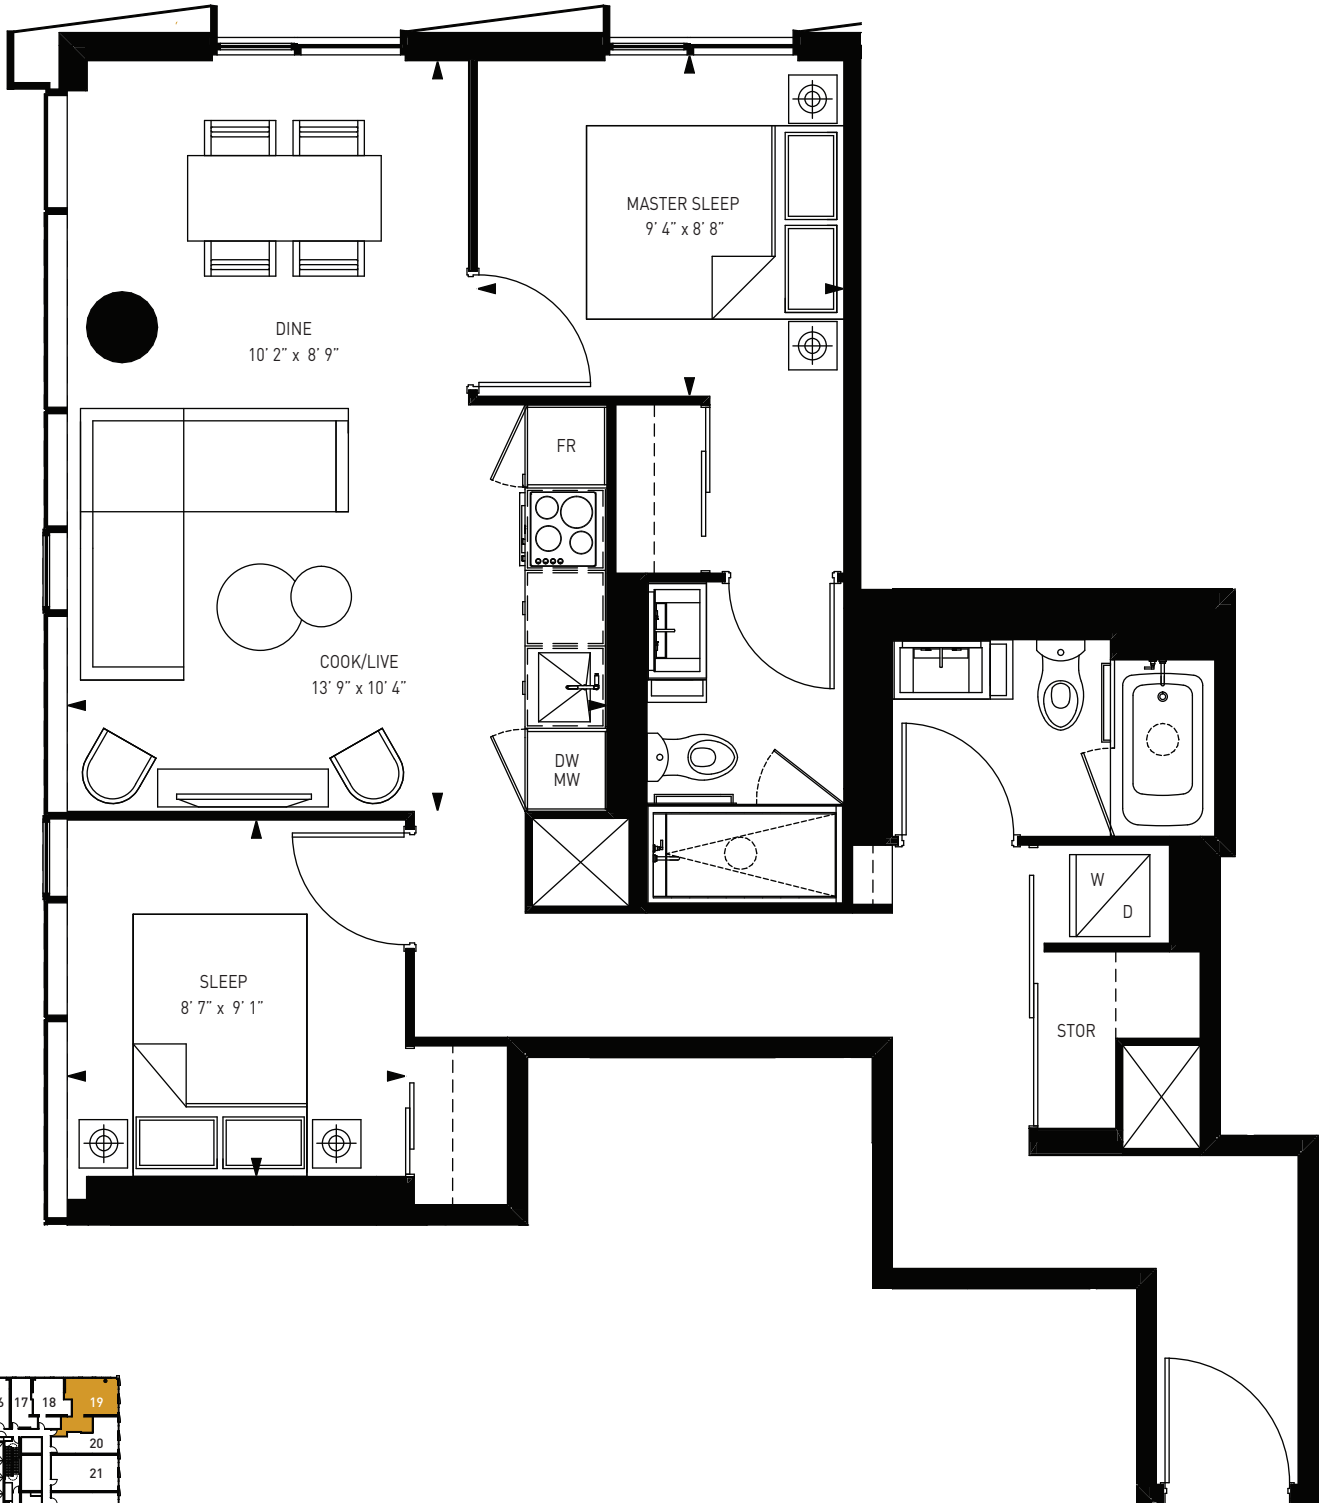 MASTER SLEEP
9' 4" x 8' 8"
DINE
10' 2" x 8' 9"
FR
COOK/LIVE
13' 9" x 10' 4"
DW
MW
W
D
SLEEP
8' 7" x 9' 1"
STOR
17 18 19
20
21